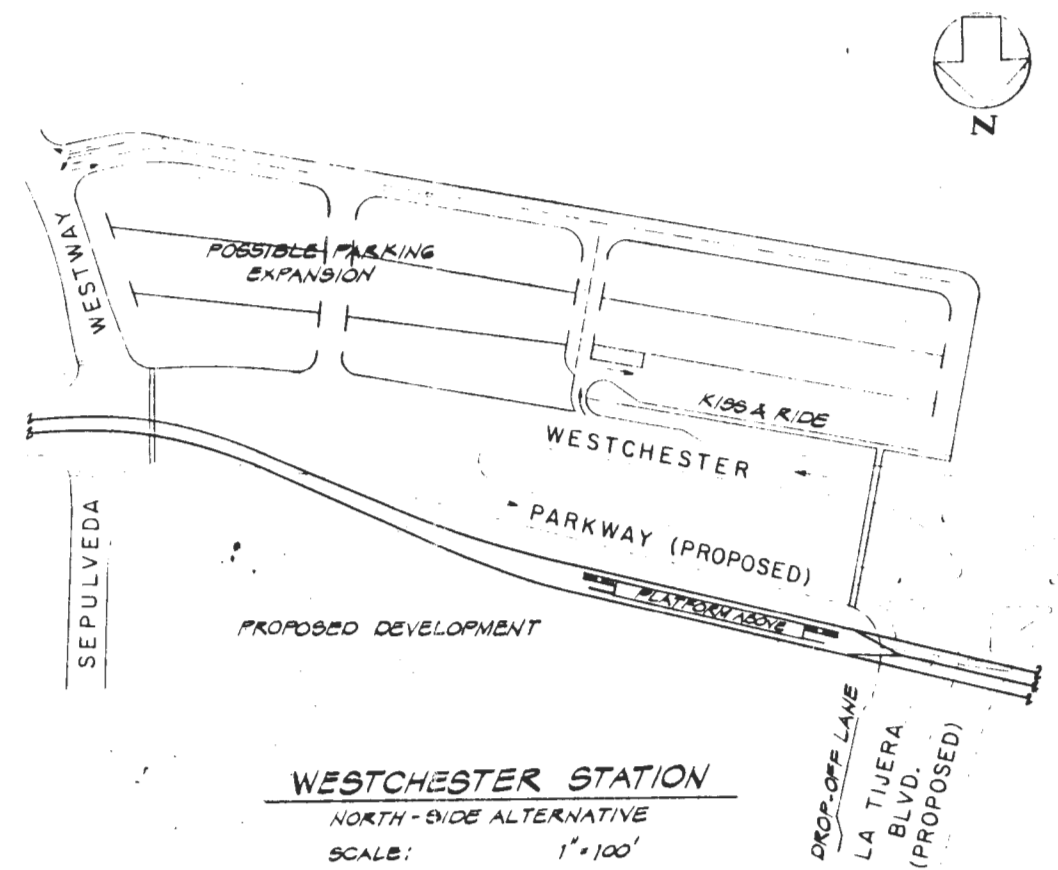 N
WESTWAY
POSSIBLE PARKING
EXPANSION
KISS & RIDE
WESTCHESTER
PARKWAY (PROPOSED)
PLATFORM ABOVE
SEPULVEDA
PROPOSED DEVELOPMENT
DROP-OFF LANE
LA TIJERA
BLVD.
(PROPOSED)
WESTCHESTER STATION
NORTH-SIDE ALTERNATIVE
SCALE: 1"=100'